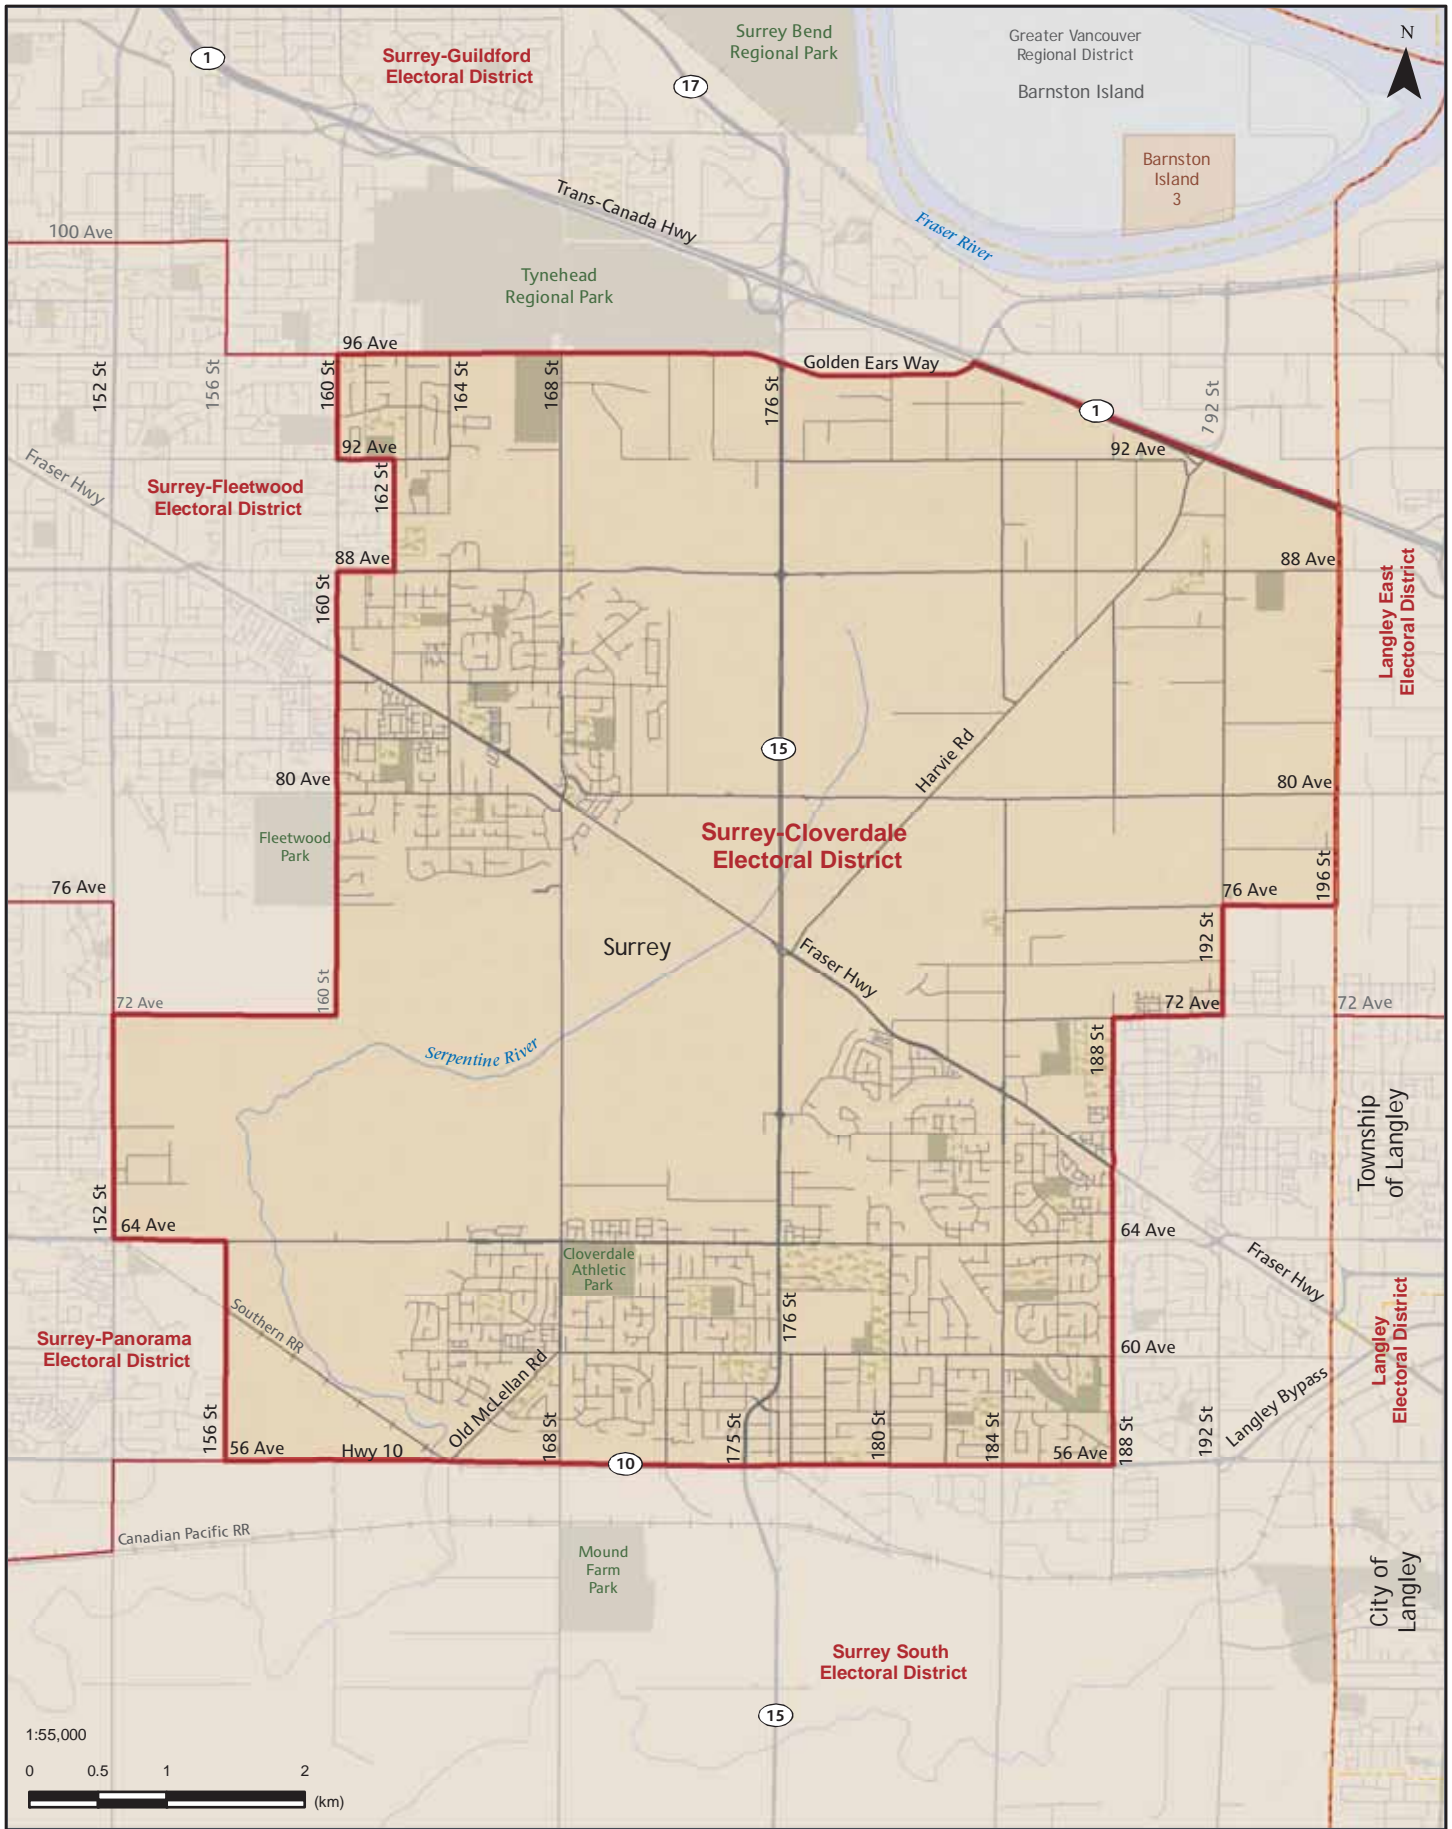 Surrey Bend
Regional Park
Greater Vancouver
Regional District
Barnston Island
N
1
Surrey-Guildford
Electoral District
17
Barnston
Island
3
Trans-Canada Hwy
Fraser River
100 Ave
Tynehead
Regional Park
96 Ave
Golden Ears Way
152 St
156 St
160 St
164 St
168 St
176 St
1
7 92 St
92 Ave
92 Ave
Fraser Hwy
162 St
Surrey-Fleetwood
Electoral District
88 Ave
88 Ave
160 St
Langley East
Electoral District
15
Harvie Rd
80 Ave
80 Ave
Surrey-Cloverdale
Electoral District
Fleetwood
Park
76 Ave
76 Ave
196 St
192 St
Surrey
Fraser Hwy
160 St
72 Ave
72 Ave
72 Ave
188 St
Serpentine River
Township
of Langley
152 St
64 Ave
64 Ave
Cloverdale
Athletic
Park
Fraser Hwy
Southern RR
176 St
Surrey-Panorama
Electoral District
60 Ave
Langley
Electoral District
Old McLellan Rd
Langley Bypass
156 St
168 St
175 St
180 St
184 St
188 St
192 St
56 Ave
Hwy 10
10
56 Ave
Canadian Pacific RR
Mound
Farm
Park
City of
Langley
Surrey South
Electoral District
15
1:55,000
0 0.5 1 2
(km)